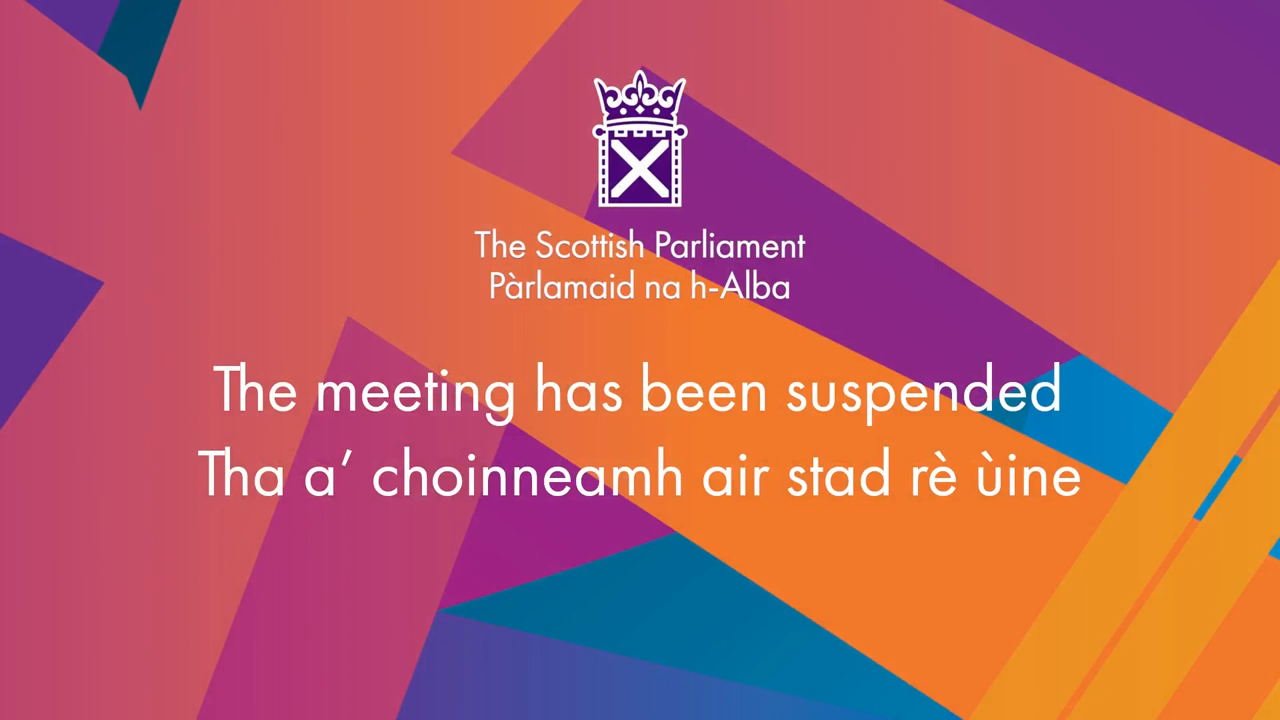 The Scottish Parliament
Pàrlamaid na h-Alba
The meeting has been suspended
Tha a’ choinneamh air stad rè ùine